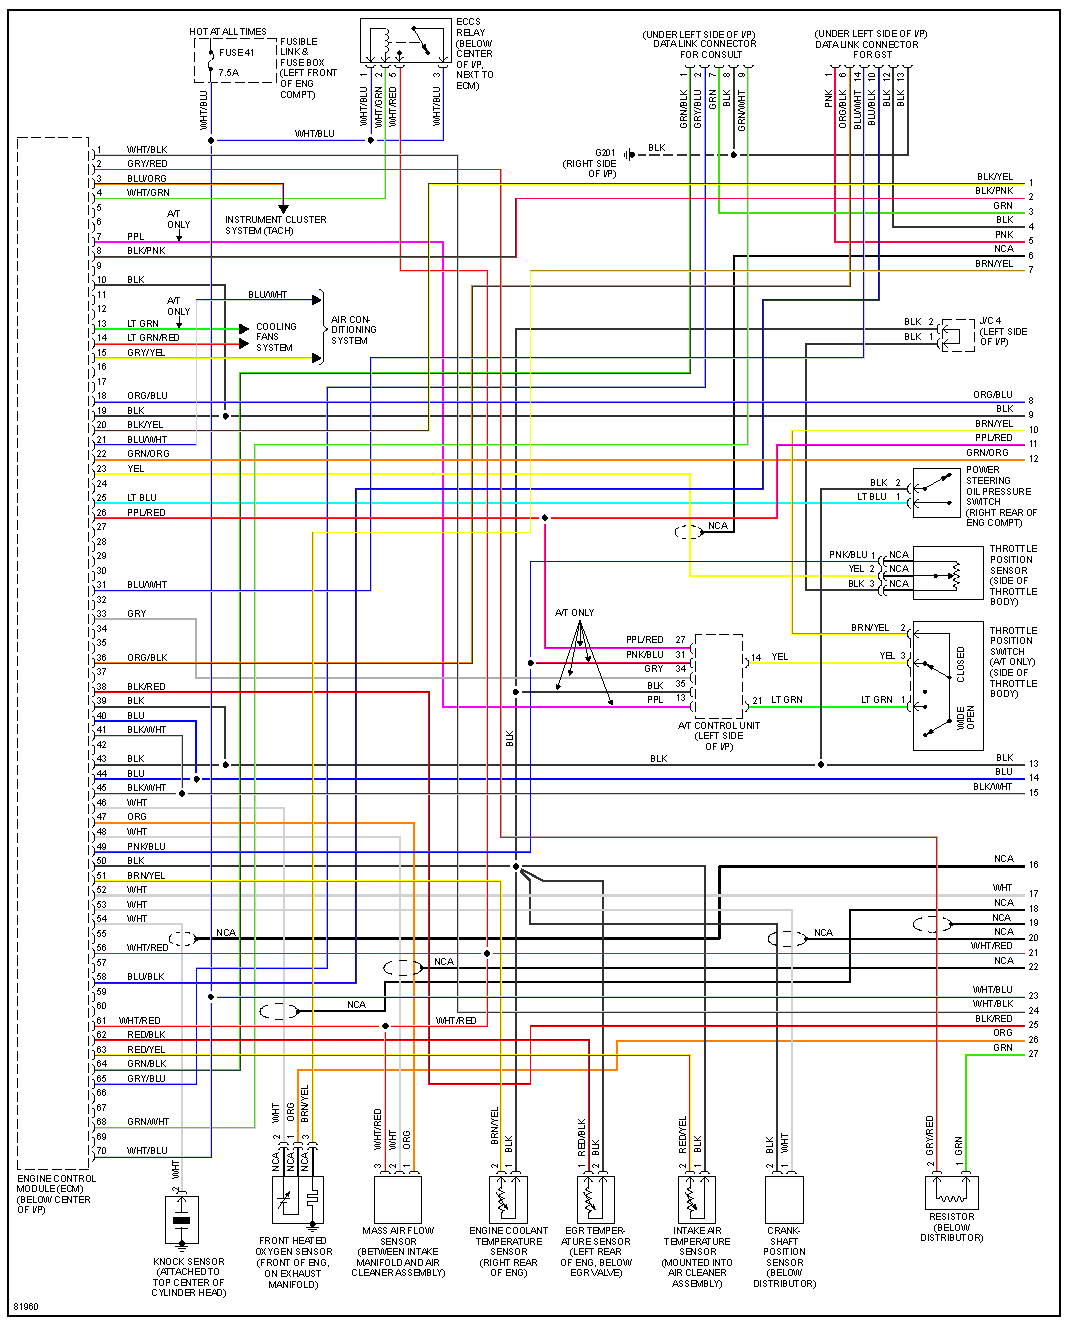 HOT AT ALL TIMES
FUSE 41
7.5A
FUSIBLE
LINK &
FUSE BOX
(LEFT FRONT
OF ENG
COMPT)
WHT/BLU
ECCS
RELAY
(BELOW
CENTER
OF I/P,
NEXT TO
ECM)
1
2
5
3
WHT/BLU
WHT/GRN
WHT/RED
WHT/BLU
WHT/BLU
(UNDER LEFT SIDE OF I/P)
DATA LINK CONNECTOR
FOR CONSULT
1
2
7
8
9
GRN/BLK
GRY/BLU
GRN
BLK
GRN/WHT
(UNDER LEFT SIDE OF I/P)
DATA LINK CONNECTOR
FOR GST
1
6
14
10
12
13
PNK
ORG/BLK
BLU/WHT
BLU/BLK
BLK
BLK
G201
(RIGHT SIDE
OF I/P)
BLK
1 WHT/BLK
2 GRY/RED
3 BLU/ORG
4 WHT/GRN
5
6
7 PPL
8 BLK/PNK
9
10 BLK
11
12
13 LT GRN
14 LT GRN/RED
15 GRY/YEL
16
17
18 ORG/BLU
19 BLK
20 BLK/YEL
21 BLU/WHT
22 GRN/ORG
23 YEL
24
25 LT BLU
26 PPL/RED
27
28
29
30
31 BLU/WHT
32
33 GRY
34
35
36 ORG/BLK
37
38 BLK/RED
39 BLK
40 BLU
41 BLK/WHT
42
43 BLK
44 BLU
45 BLK/WHT
46 WHT
47 ORG
48 WHT
49 PNK/BLU
50 BLK
51 BRN/YEL
52 WHT
53 WHT
54 WHT
55
56 WHT/RED
57
58 BLU/BLK
59
60
61 WHT/RED
62 RED/BLK
63 RED/YEL
64 GRN/BLK
65 GRY/BLU
66
67
68 GRN/WHT
69
70 WHT/BLU
ENGINE CONTROL
MODULE (ECM)
(BELOW CENTER
OF I/P)
INSTRUMENT CLUSTER
SYSTEM (TACH)
A/T
ONLY
BLU/WHT
A/T
ONLY
COOLING
FANS
SYSTEM
AIR CON-
DITIONING
SYSTEM
BLK/YEL 1
BLK/PNK 2
GRN 3
BLK 4
PNK 5
NCA 6
BRN/YEL 7
BLK 2
BLK 1
J/C 4
(LEFT SIDE
OF I/P)
ORG/BLU 8
BLK 9
BRN/YEL 10
PPL/RED 11
GRN/ORG 12
BLK 2
LT BLU 1
POWER
STEERING
OIL PRESSURE
SWITCH
(RIGHT REAR OF
ENG COMPT)
NCA
PNK/BLU 1 NCA
YEL 2 NCA
BLK 3 NCA
THROTTLE
POSITION
SENSOR
(SIDE OF
THROTTLE
BODY)
A/T ONLY
PPL/RED 27
PNK/BLU 31
GRY 34
BLK 35
PPL 13
14 YEL
21 LT GRN
A/T CONTROL UNIT
(LEFT SIDE
OF I/P)
BRN/YEL 2
YEL 3
LT GRN 1
CLOSED
WIDE
OPEN
THROTTLE
POSITION
SWITCH
(A/T ONLY)
(SIDE OF
THROTTLE
BODY)
BLK
BLK
BLK 13
BLU 14
BLK/WHT 15
NCA 16
WHT 17
NCA 18
NCA 19
NCA 20
WHT/RED 21
NCA 22
WHT/BLU 23
WHT/BLK 24
BLK/RED 25
ORG 26
GRN 27
NCA
NCA
NCA
NCA
WHT/RED
WHT
2
KNOCK SENSOR
(ATTACHED TO
TOP CENTER OF
CYLINDER HEAD)
WHT
ORG
BRN/YEL
2
1
3
NCA
NCA
NCA
FRONT HEATED
OXYGEN SENSOR
(FRONT OF ENG,
ON EXHAUST
MANIFOLD)
WHT/RED
WHT
ORG
3
2
1
MASS AIR FLOW
SENSOR
(BETWEEN INTAKE
MANIFOLD AND AIR
CLEANER ASSEMBLY)
BRN/YEL
BLK
2
1
ENGINE COOLANT
TEMPERATURE
SENSOR
(RIGHT REAR
OF ENG)
RED/BLK
BLK
1
2
EGR TEMPER-
ATURE SENSOR
(LEFT REAR
OF ENG, BELOW
EGR VALVE)
RED/YEL
BLK
2
1
INTAKE AIR
TEMPERATURE
SENSOR
(MOUNTED INTO
AIR CLEANER
ASSEMBLY)
BLK
WHT
2
1
CRANK-
SHAFT
POSITION
SENSOR
(BELOW
DISTRIBUTOR)
GRY/RED
GRN
2
1
RESISTOR
(BELOW
DISTRIBUTOR)
81960